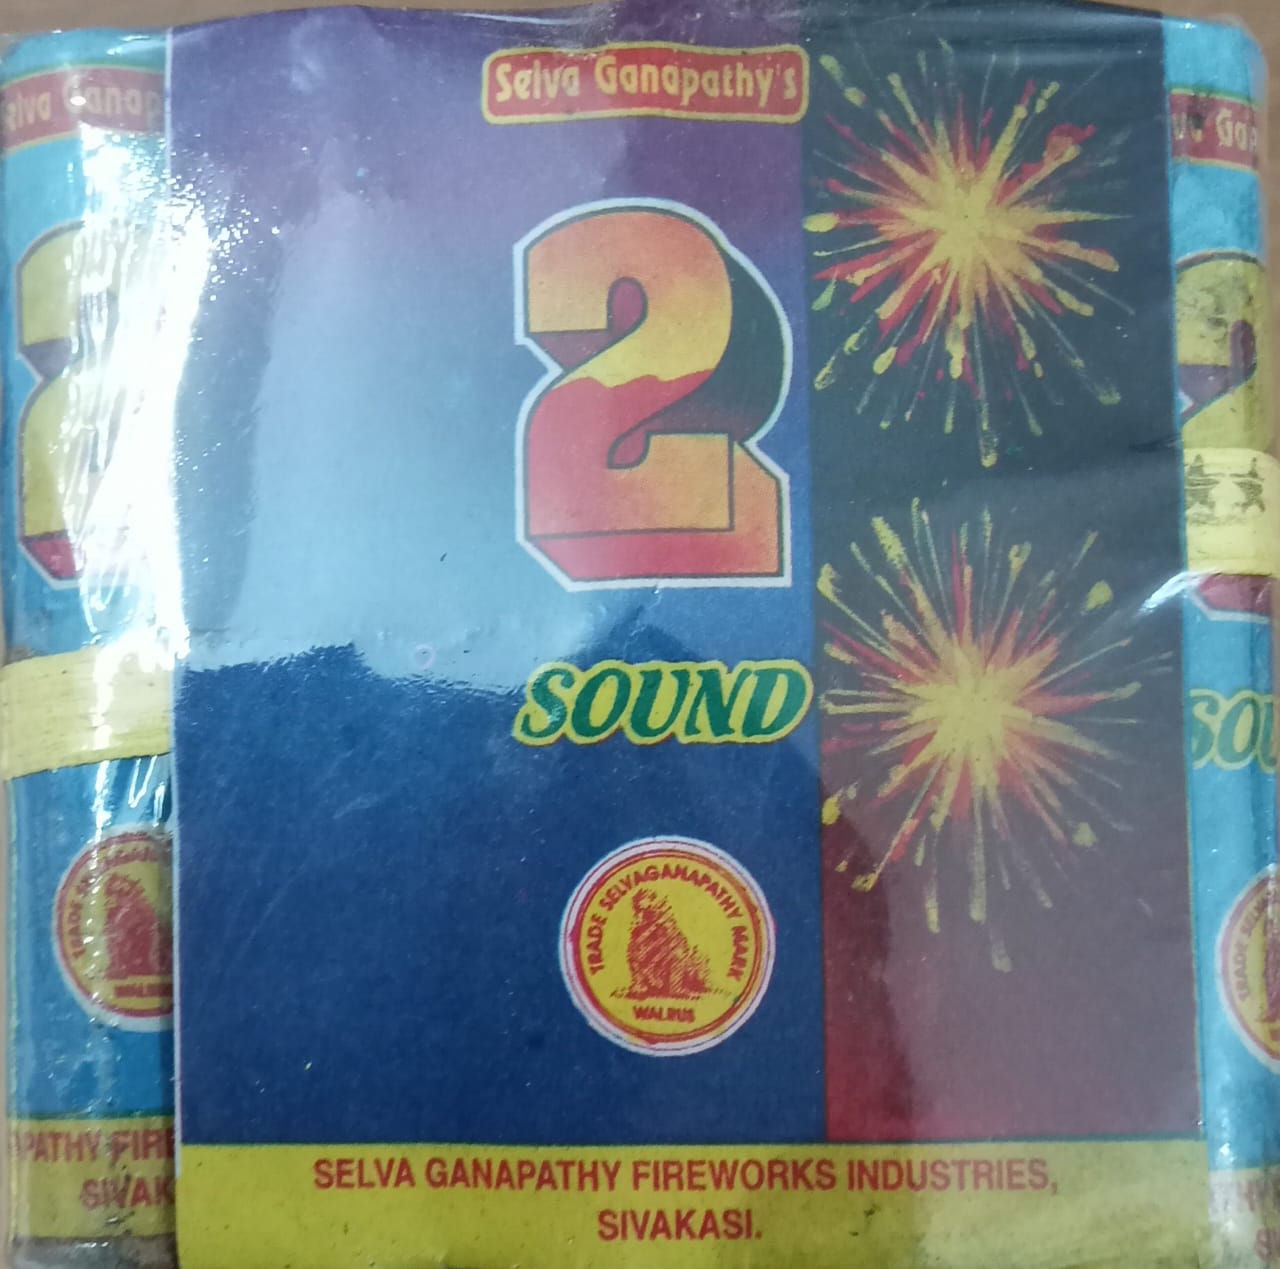 Selva Ganapathy's
2
SOUND
TRADE SELVAGANAPATHY MARK
WALRUS
SELVA GANAPATHY FIREWORKS INDUSTRIES,
SIVAKASI.